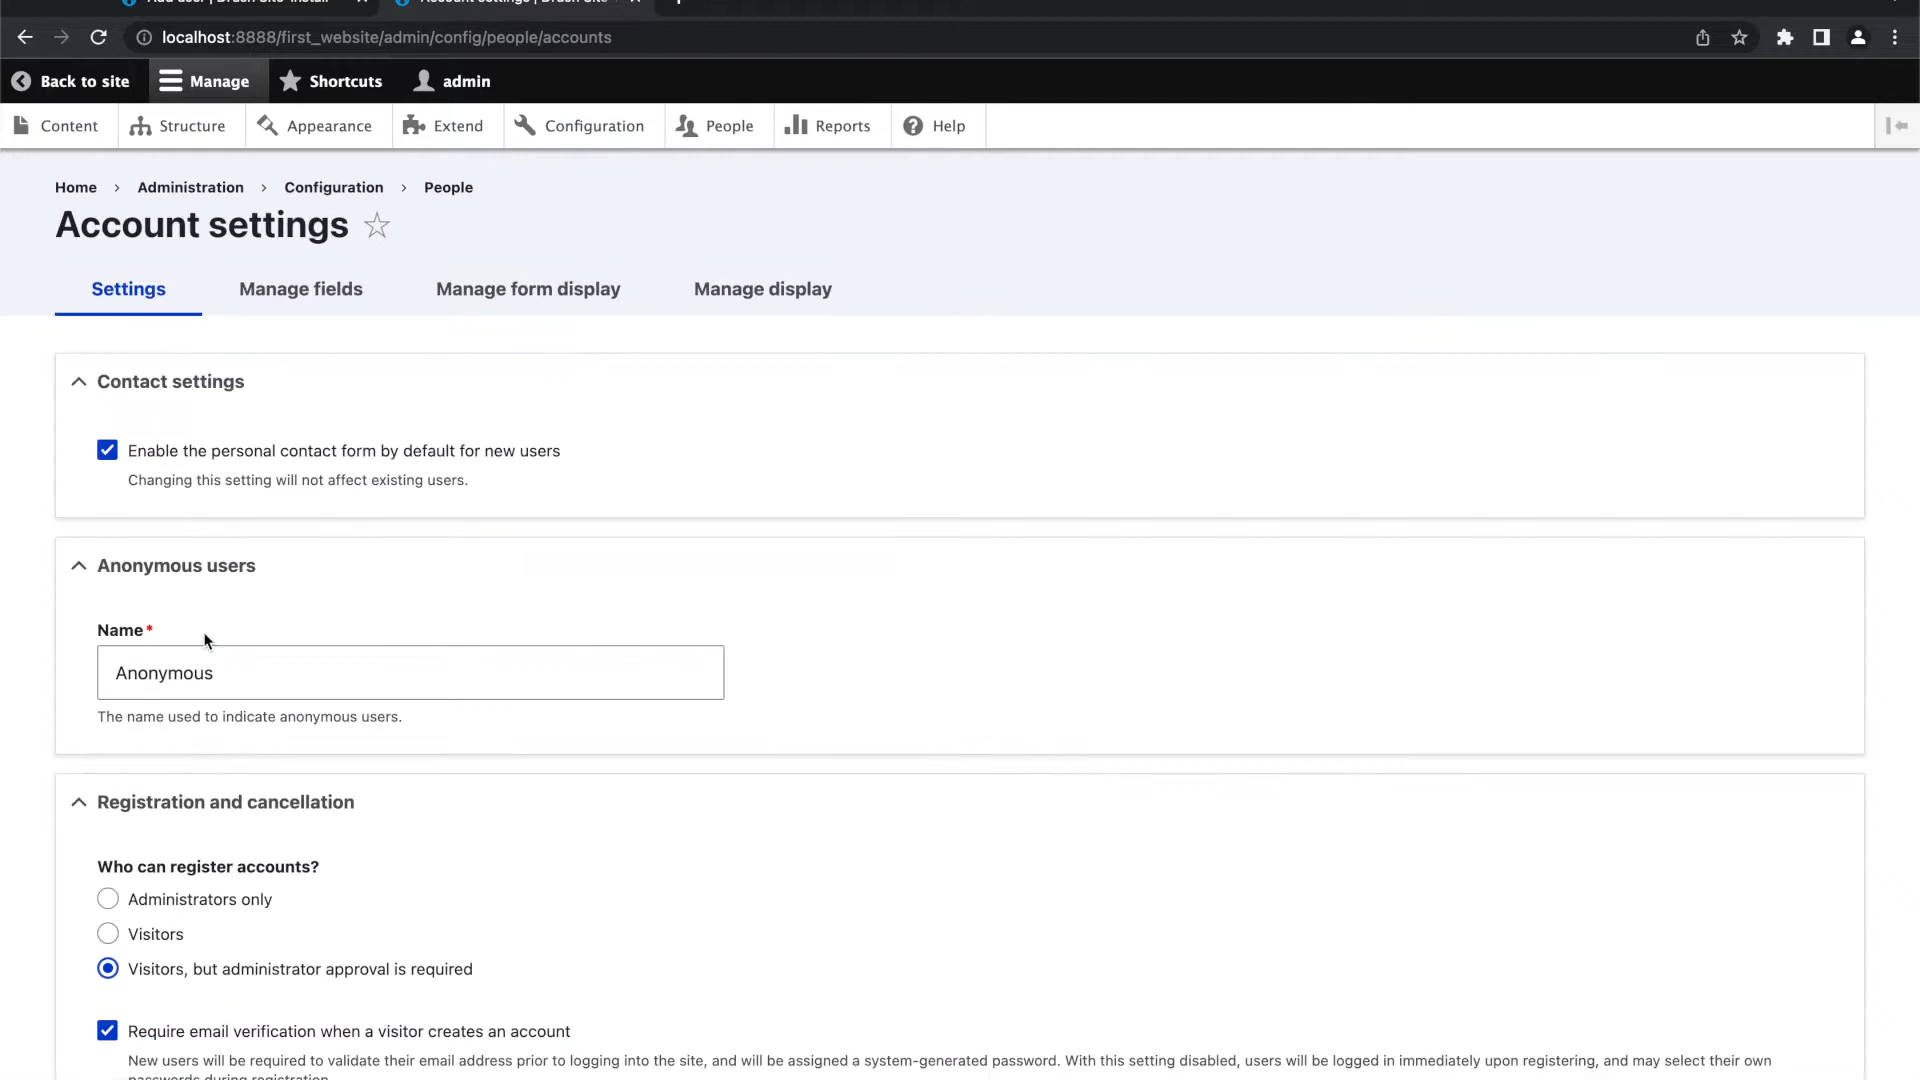 localhost:8888/first_website/admin/config/people/accounts
Back to site Manage Shortcuts admin
Content Structure Appearance Extend Configuration People Reports Help
Home › Administration › Configuration › People
Account settings
Settings Manage fields Manage form display Manage display
Contact settings
Enable the personal contact form by default for new users
Changing this setting will not affect existing users.
Anonymous users
Name*
Anonymous
The name used to indicate anonymous users.
Registration and cancellation
Who can register accounts?
Administrators only
Visitors
Visitors, but administrator approval is required
Require email verification when a visitor creates an account
New users will be required to validate their email address prior to logging into the site, and will be assigned a system-generated password. With this setting disabled, users will be logged in immediately upon registering, and may select their own
passwords during registration.